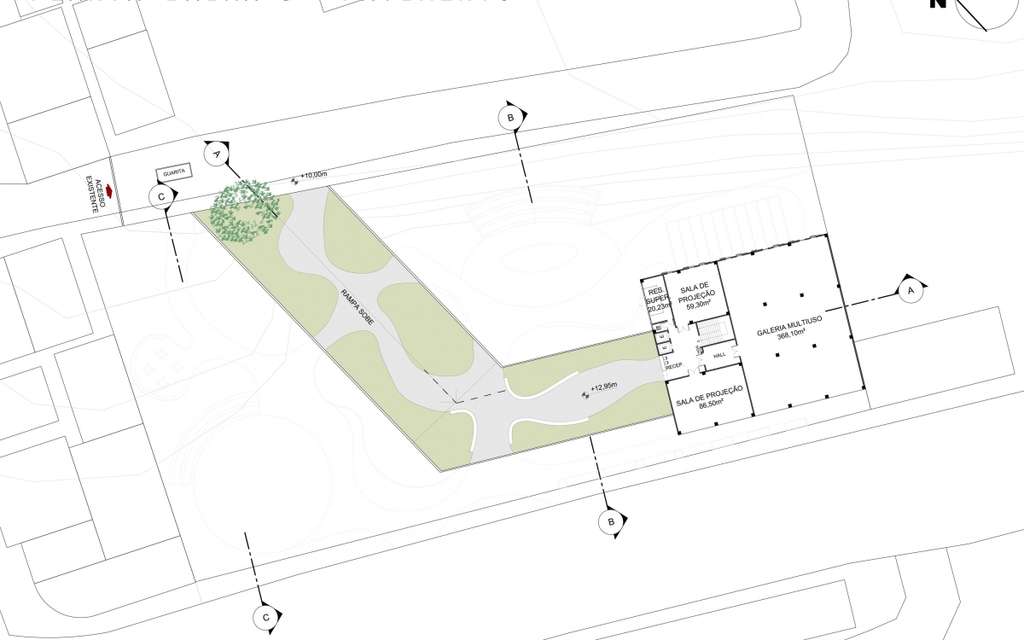 N
B
A
+10,00m
GUARITA
ACESSO
EXISTENTE
C
RES.
SUPER.
20,23m²
SALA DE
PROJEÇÃO
59,30m²
A
RAMPA SOBE
GALERIA MULTIUSO
368,10m²
HALL
RECEP.
+12,95m
SALA DE PROJEÇÃO
86,50m²
B
C